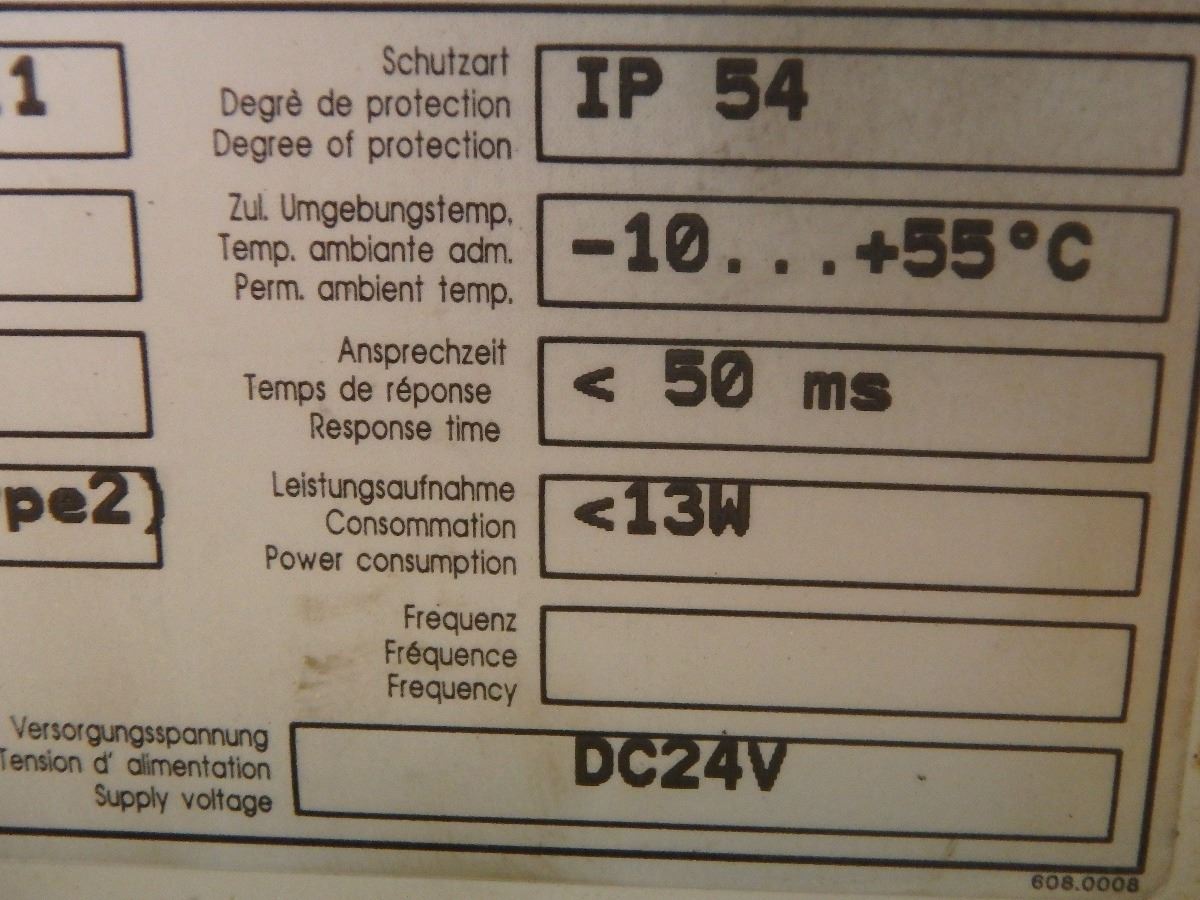 .1
Schutzart
Degrè de protection
Degree of protection
IP 54
Zul. Umgebungstemp.
Temp. ambiante adm.
Perm. ambient temp.
-10...+55°C
Ansprechzeit
Temps de réponse
Response time
< 50 ms
ype2)
Leistungsaufnahme
Consommation
Power consumption
<13W
Frequenz
Fréquence
Frequency
Versorgungsspannung
Tension d' alimentation
Supply voltage
DC24V
608.0008